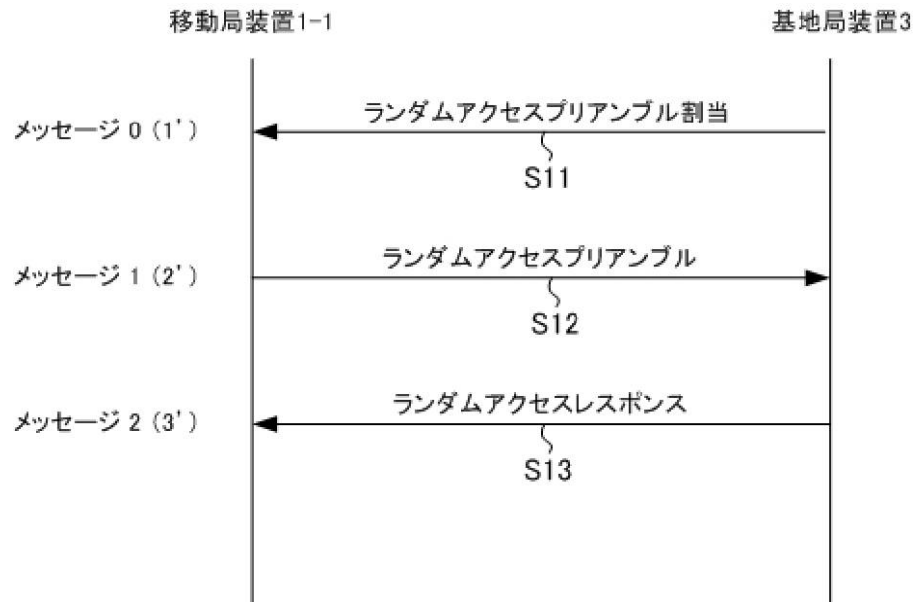 移動局装置1-1
基地局装置3
メッセージ 0 (1')
ランダムアクセスプリアンブル割当
S11
メッセージ 1 (2')
ランダムアクセスプリアンブル
S12
メッセージ 2 (3')
ランダムアクセスレスポンス
S13